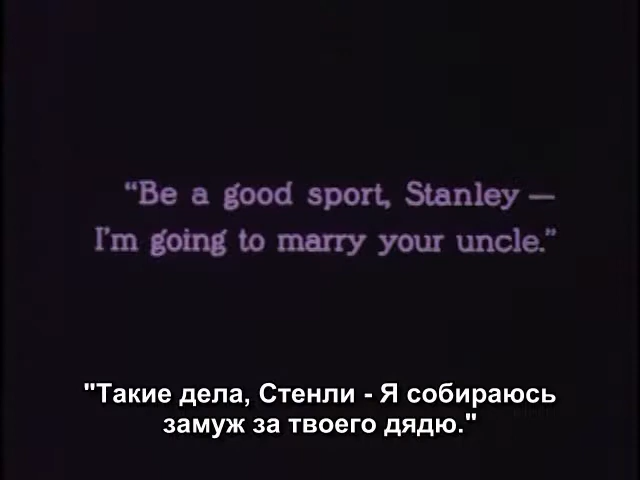 “Be a good sport, Stanley —
I'm going to marry your uncle.”
"Такие дела, Стенли - Я собираюсь
замуж за твоего дядю."